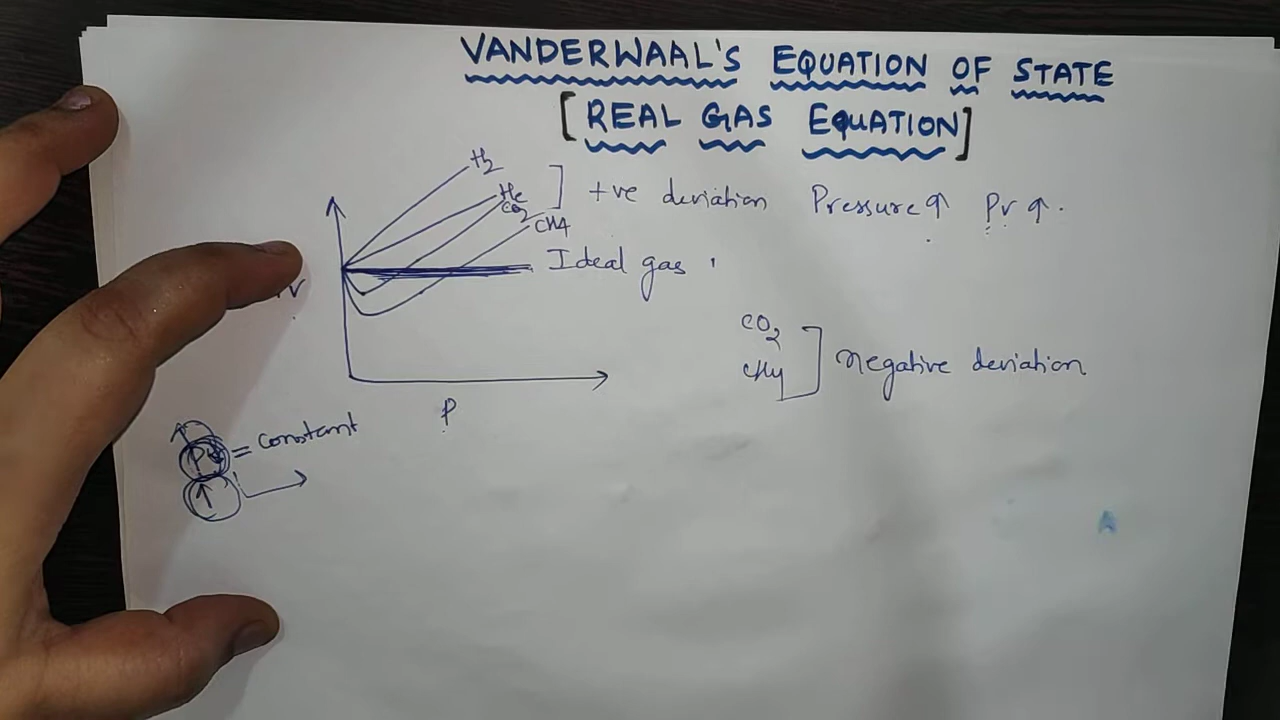 VANDERWAAL'S EQUATION OF STATE
[REAL GAS EQUATION]
H2
He
CO2
CH4
] +ve deviation Pressure↑ Pv↑.
Ideal gas
CO2
CH4
] negative deviation
P
= constant